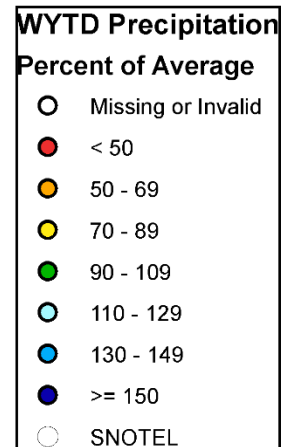 WYTD Precipitation
Percent of Average
Missing or Invalid
< 50
50 - 69
70 - 89
90 - 109
110 - 129
130 - 149
>= 150
SNOTEL